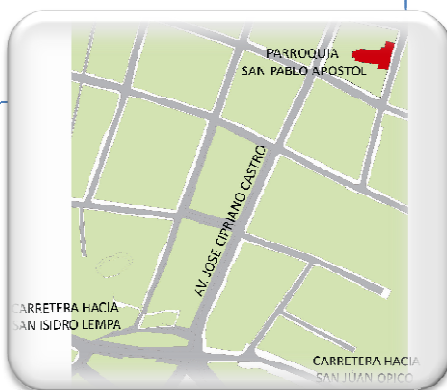 PARROQUIA
SAN PABLO APOSTOL
AV. JOSE CIPRIANO CASTRO
CARRETERA HACIA
SAN ISIDRO LEMPA
CARRETERA HACIA
SAN JUAN OPICO